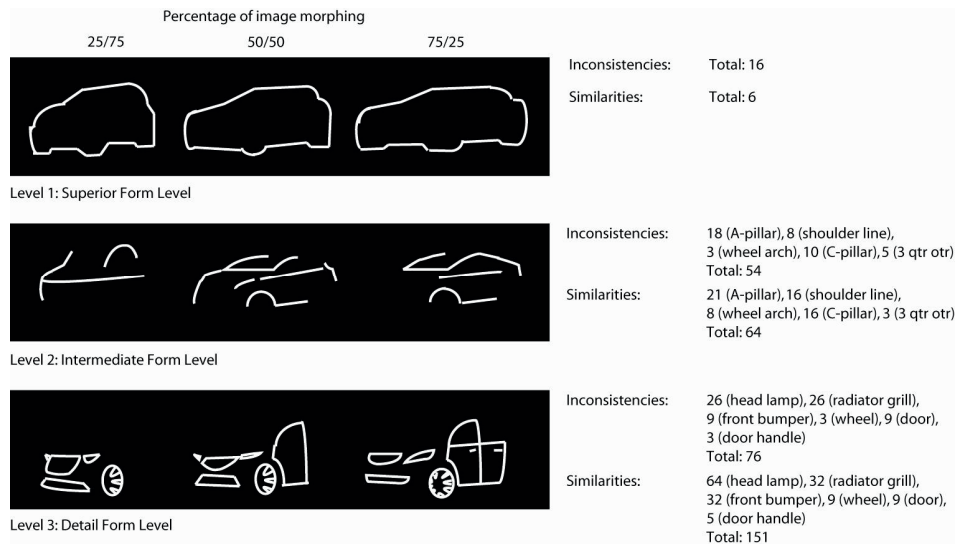 Percentage of image morphing
25/75 50/50 75/25
Inconsistencies: Total: 16
Similarities: Total: 6
Level 1: Superior Form Level
Inconsistencies: 18 (A-pillar), 8 (shoulder line),
3 (wheel arch), 10 (C-pillar), 5 (3 qtr otr)
Total: 54
Similarities: 21 (A-pillar), 16 (shoulder line),
8 (wheel arch), 16 (C-pillar), 3 (3 qtr otr)
Total: 64
Level 2: Intermediate Form Level
Inconsistencies: 26 (head lamp), 26 (radiator grill),
9 (front bumper), 3 (wheel), 9 (door),
3 (door handle)
Total: 76
Similarities: 64 (head lamp), 32 (radiator grill),
32 (front bumper), 9 (wheel), 9 (door),
5 (door handle)
Total: 151
Level 3: Detail Form Level